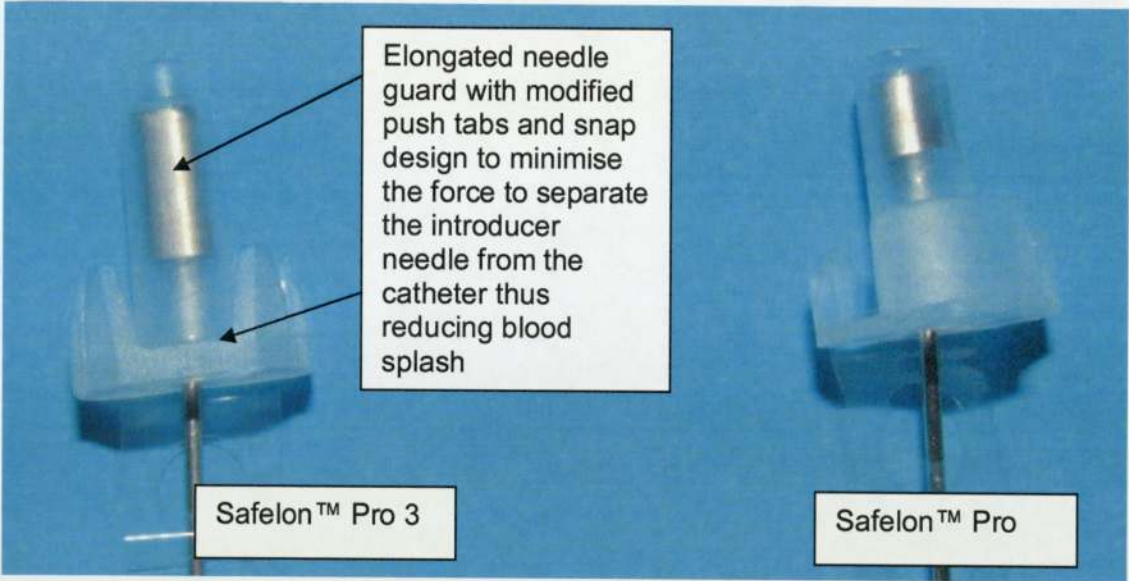 Elongated needle
guard with modified
push tabs and snap
design to minimise
the force to separate
the introducer
needle from the
catheter thus
reducing blood
splash
Safelon™ Pro 3
Safelon™ Pro